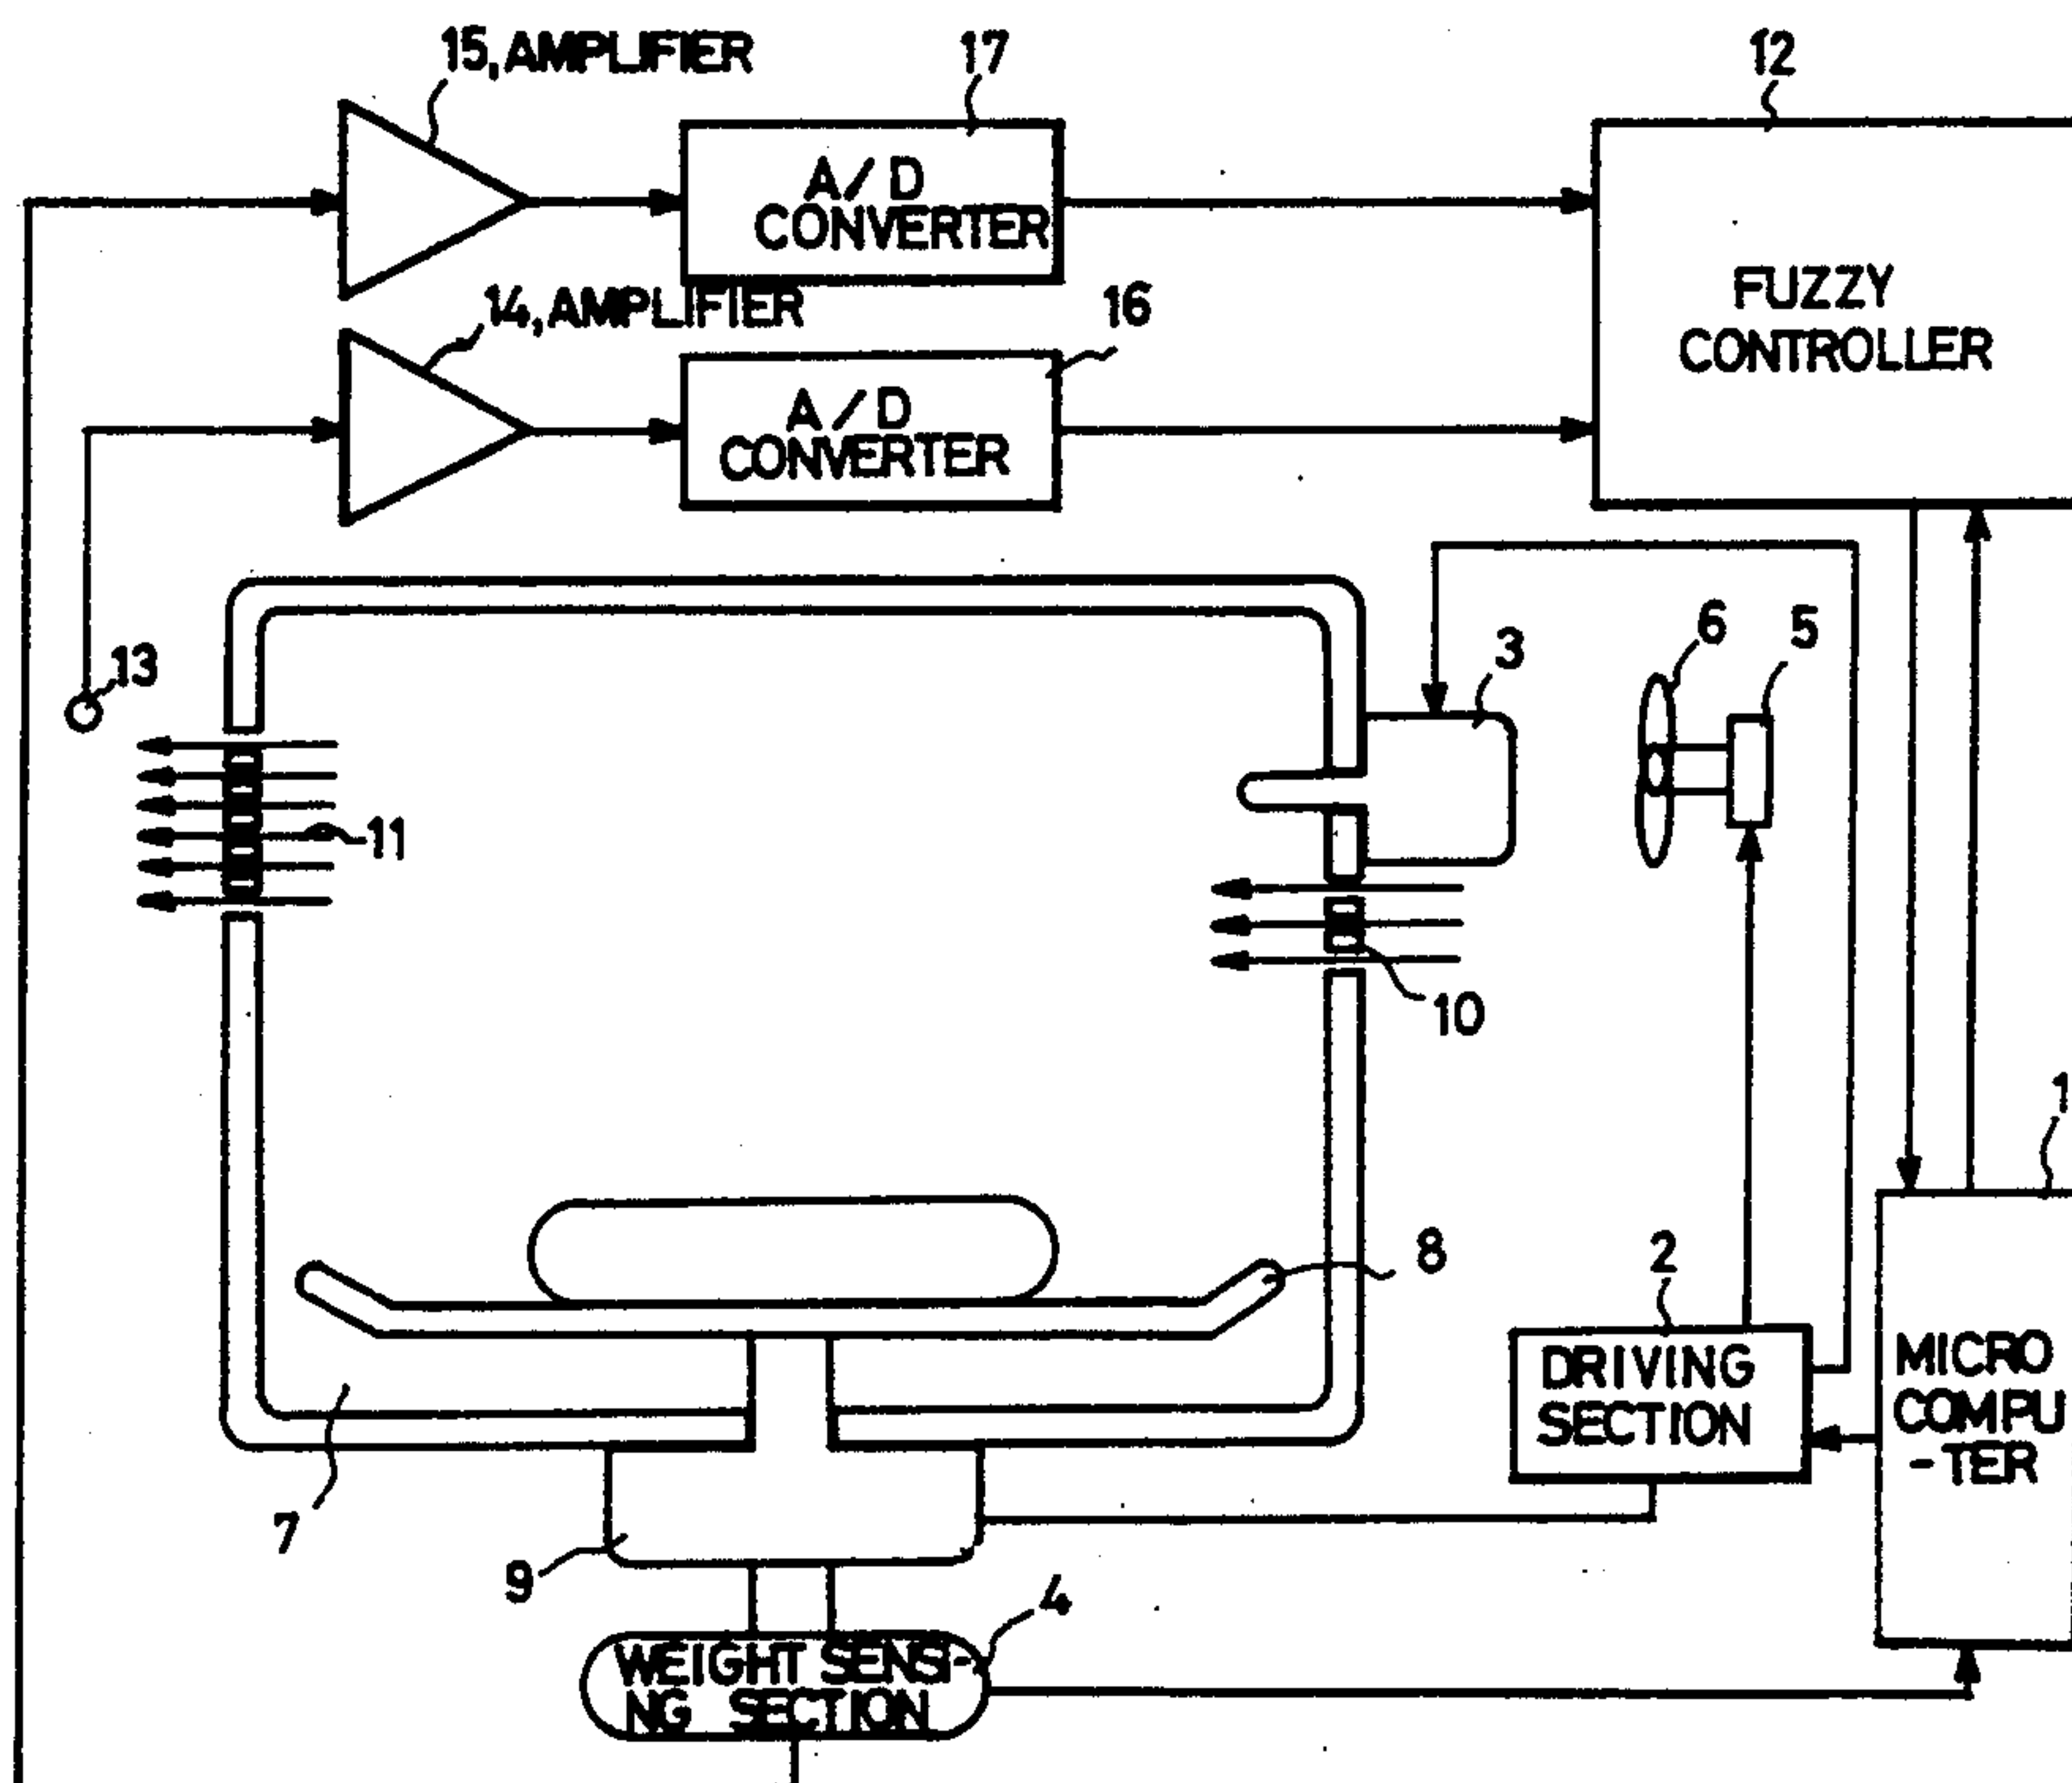 15, AMPLIFIER
17
12
A/D
CONVERTER
14, AMPLIFIER
16
FUZZY
CONTROLLER
A/D
CONVERTER
13
6
5
3
11
10
1
8
2
MICRO
COMPU
-TER
DRIVING
SECTION
7
9
4
WEIGHT SENSI-
NG SECTION